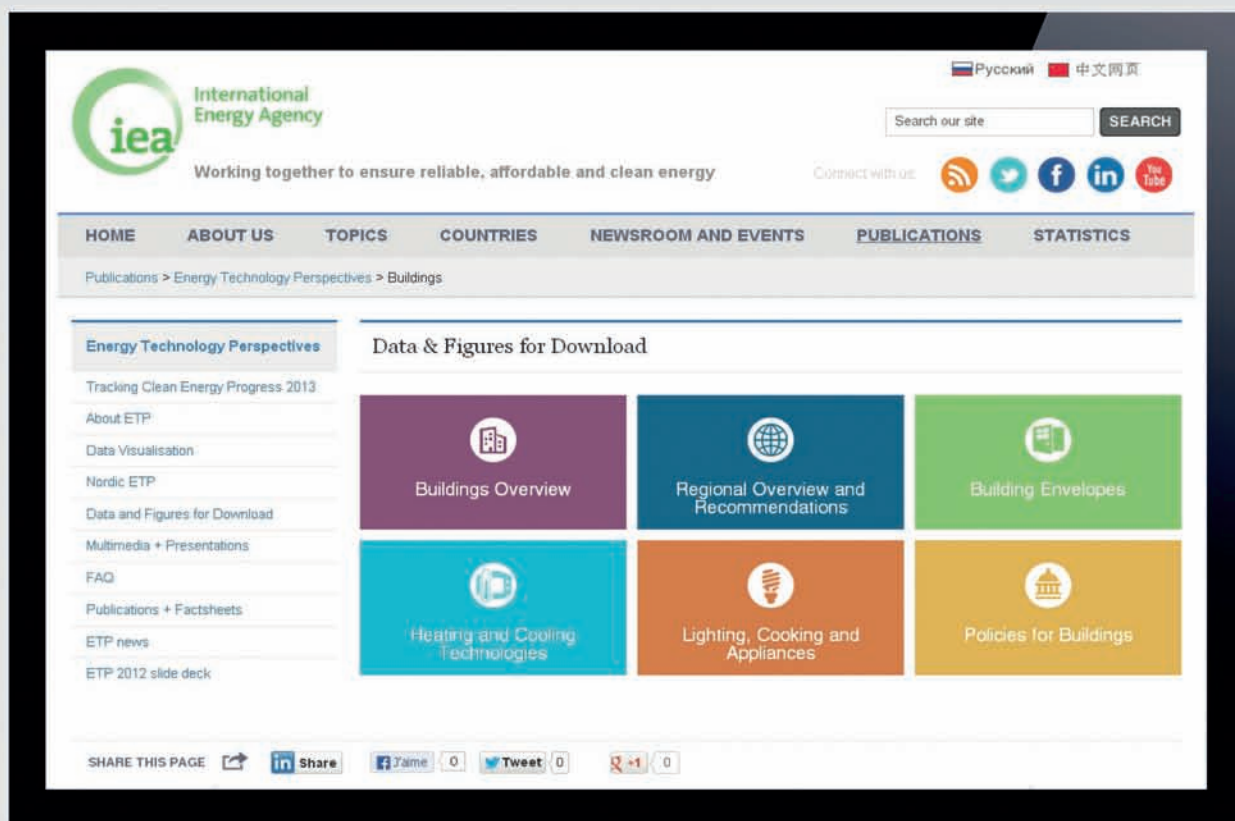 Русский 中文网页
iea
International
Energy Agency
Search our site SEARCH
Working together to ensure reliable, affordable and clean energy
Connect with us
You
Tube
HOME ABOUT US TOPICS COUNTRIES NEWSROOM AND EVENTS PUBLICATIONS STATISTICS
Publications > Energy Technology Perspectives > Buildings
Energy Technology Perspectives
Tracking Clean Energy Progress 2013
About ETP
Data Visualisation
Nordic ETP
Data and Figures for Download
Multimedia + Presentations
FAQ
Publications + Factsheets
ETP news
ETP 2012 slide deck
Data & Figures for Download
Buildings Overview
Regional Overview and
Recommendations
Building Envelopes
Heating and Cooling
Technologies
Lighting, Cooking and
Appliances
Policies for Buildings
SHARE THIS PAGE in Share J'aime 0 Tweet 0 +1 0